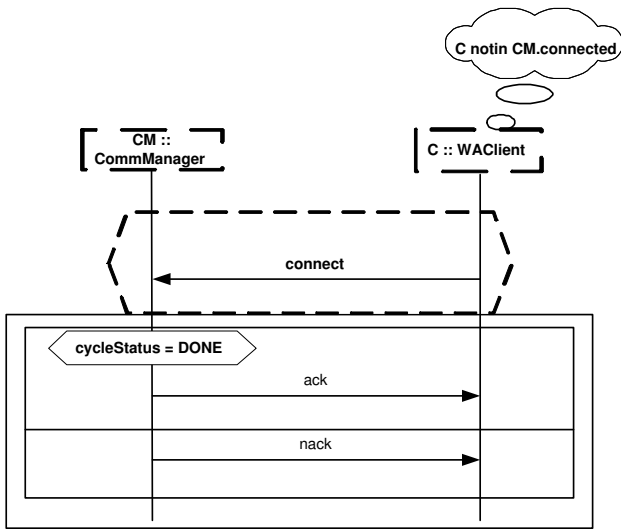 C notin CM.connected
CM ::
CommManager
C :: WAClient
connect
cycleStatus = DONE
ack
nack